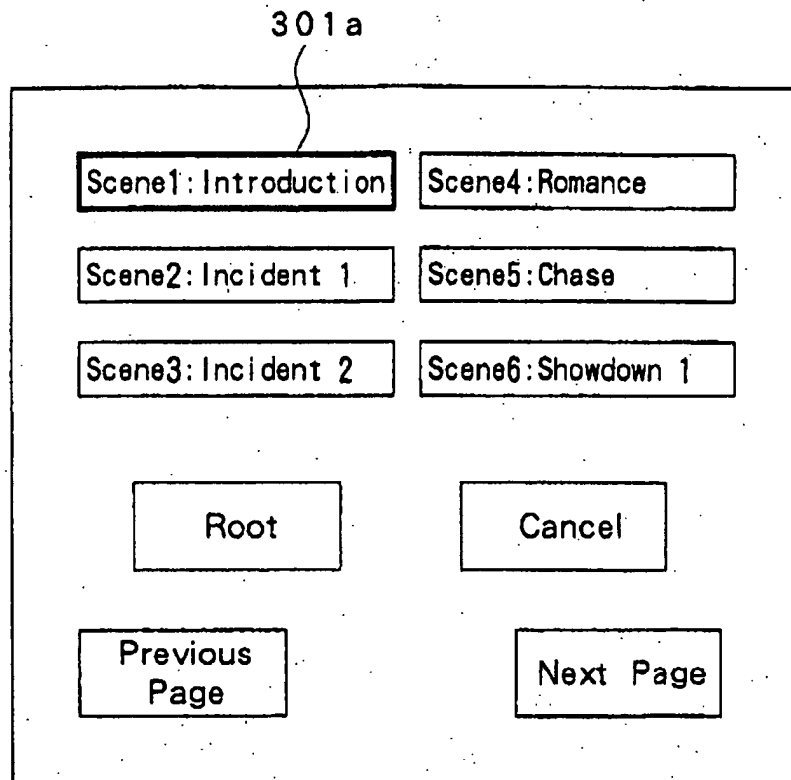 301a
Scene1:Introduction
Scene4:Romance
Scene2:Incident 1
Scene5:Chase
Scene3:Incident 2
Scene6:Showdown 1
Root
Cancel
Previous
Page
Next Page